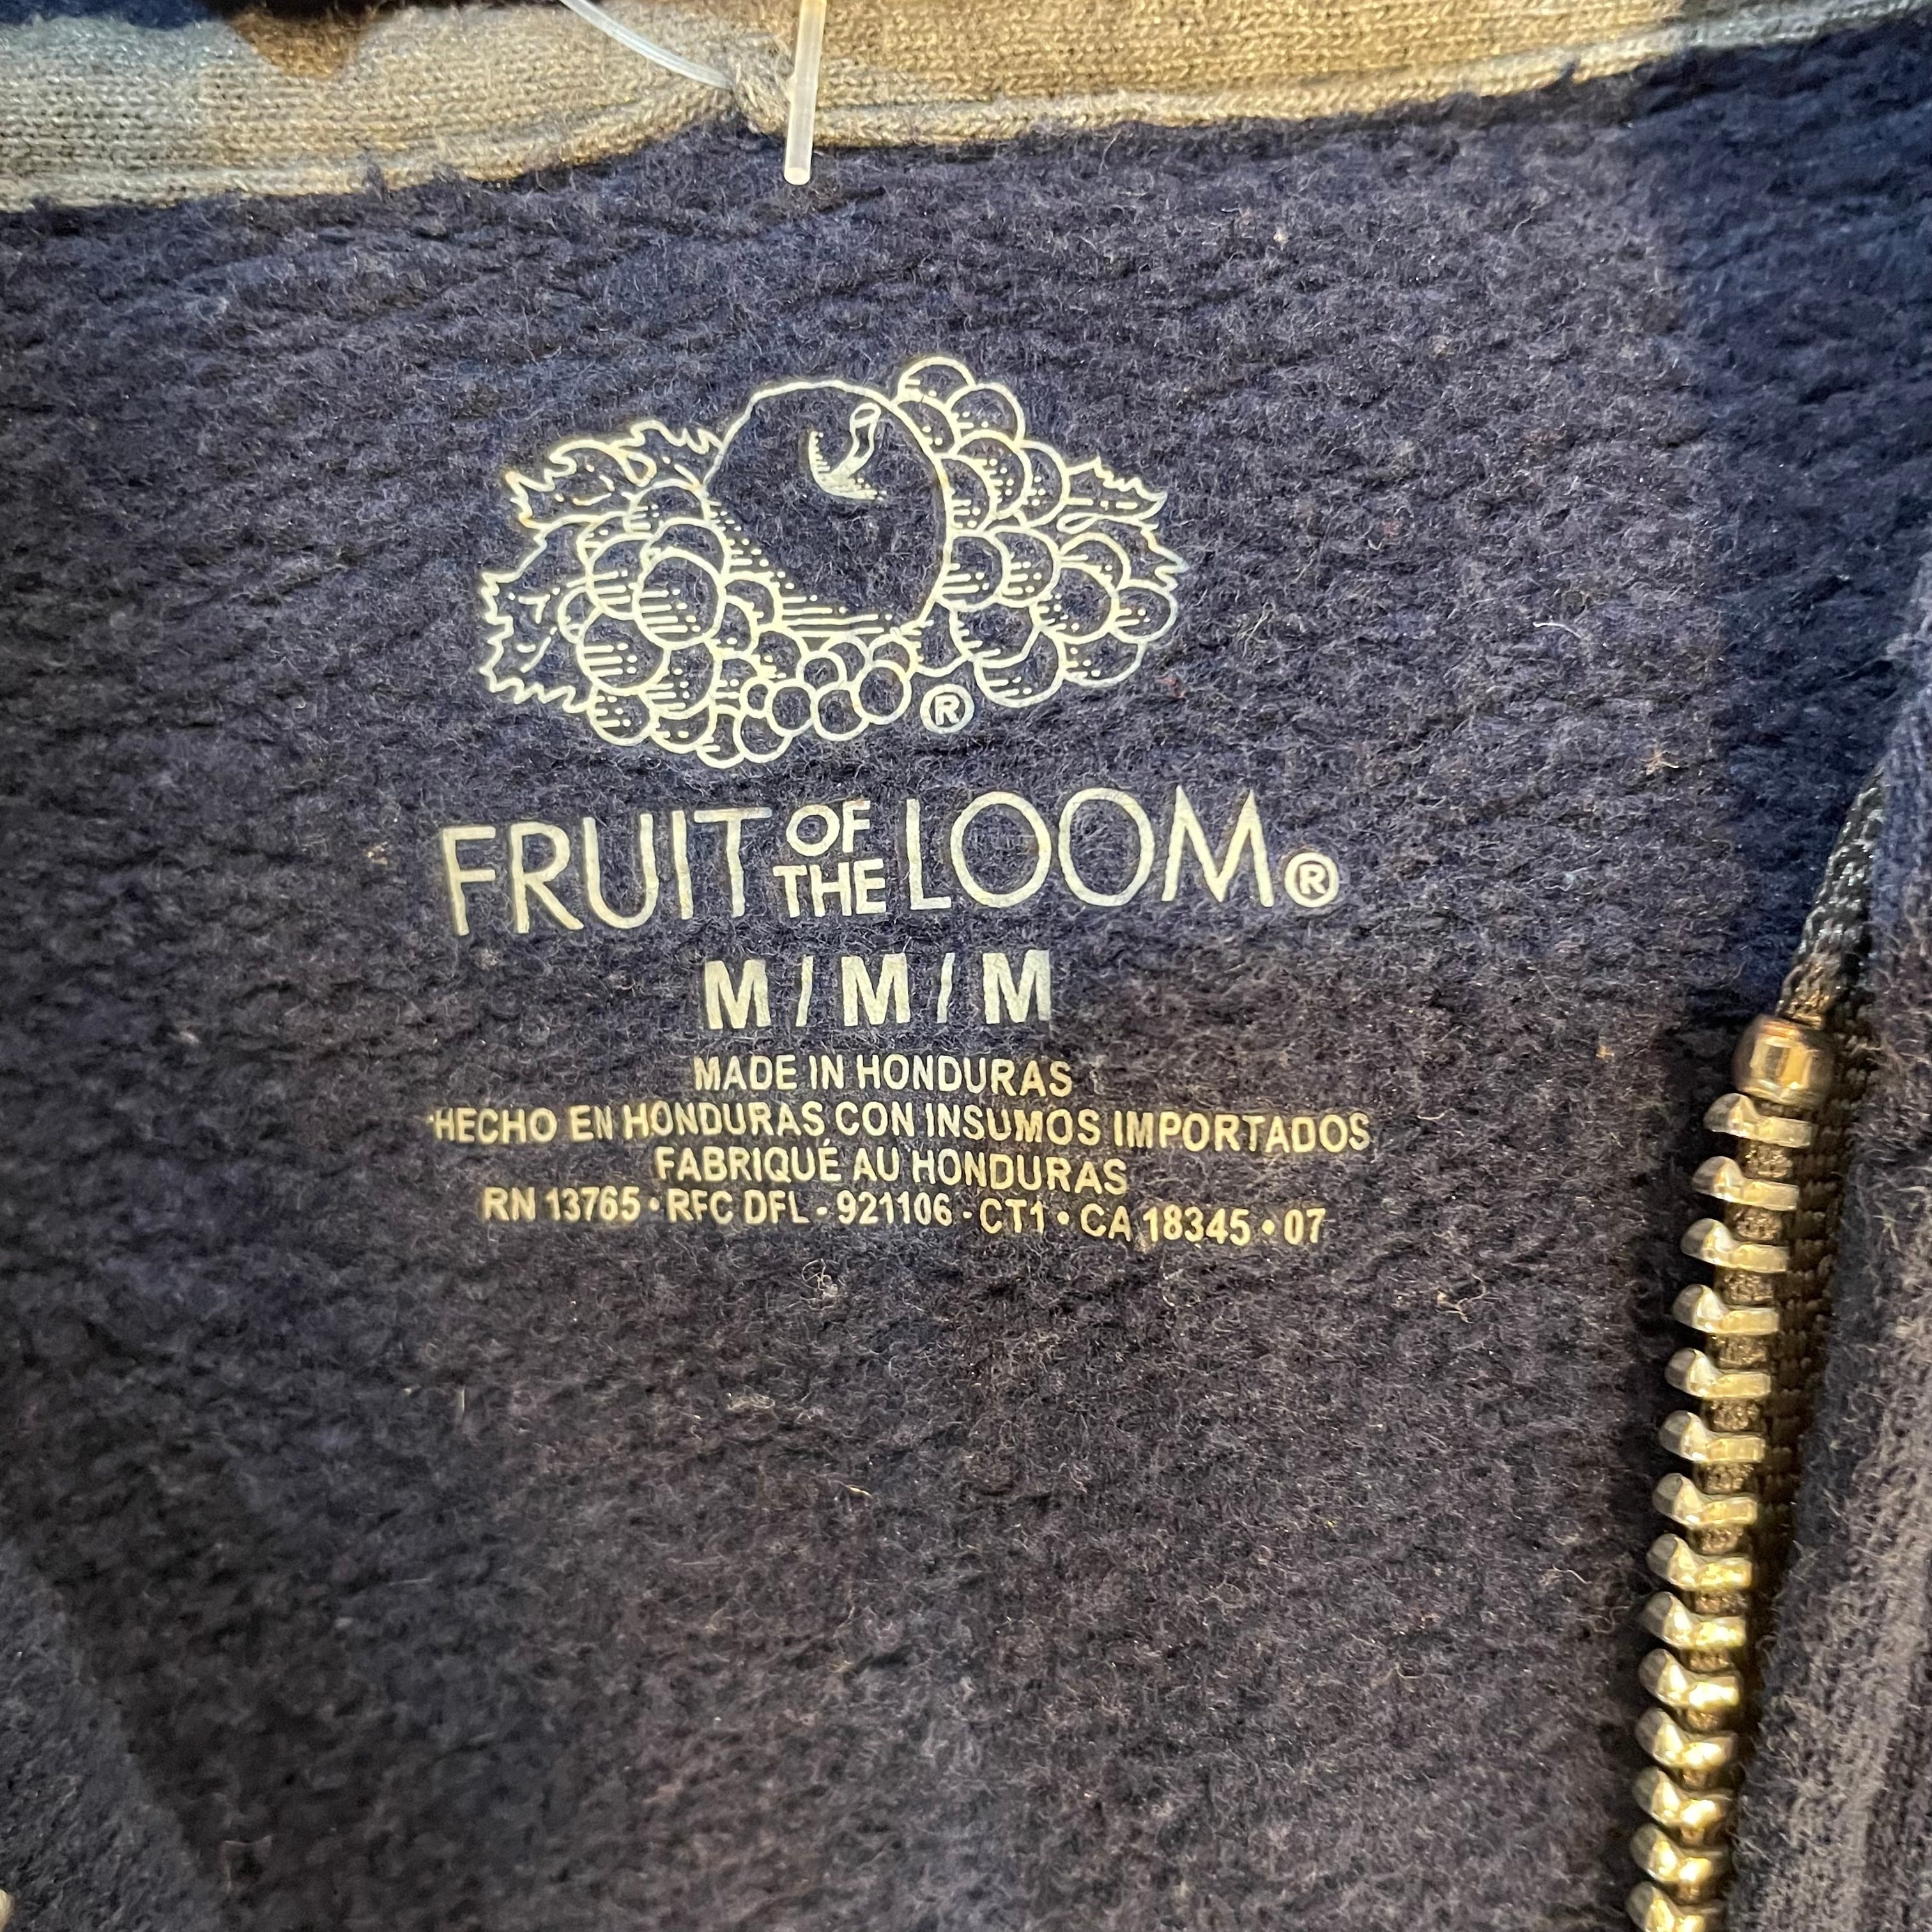 ®
FRUIT OF THE LOOM®
M / M / M
MADE IN HONDURAS
HECHO EN HONDURAS CON INSUMOS IMPORTADOS
FABRIQUÉ AU HONDURAS
RN 13765 • RFC DFL - 921106 - CT1 • CA 18345 • 07